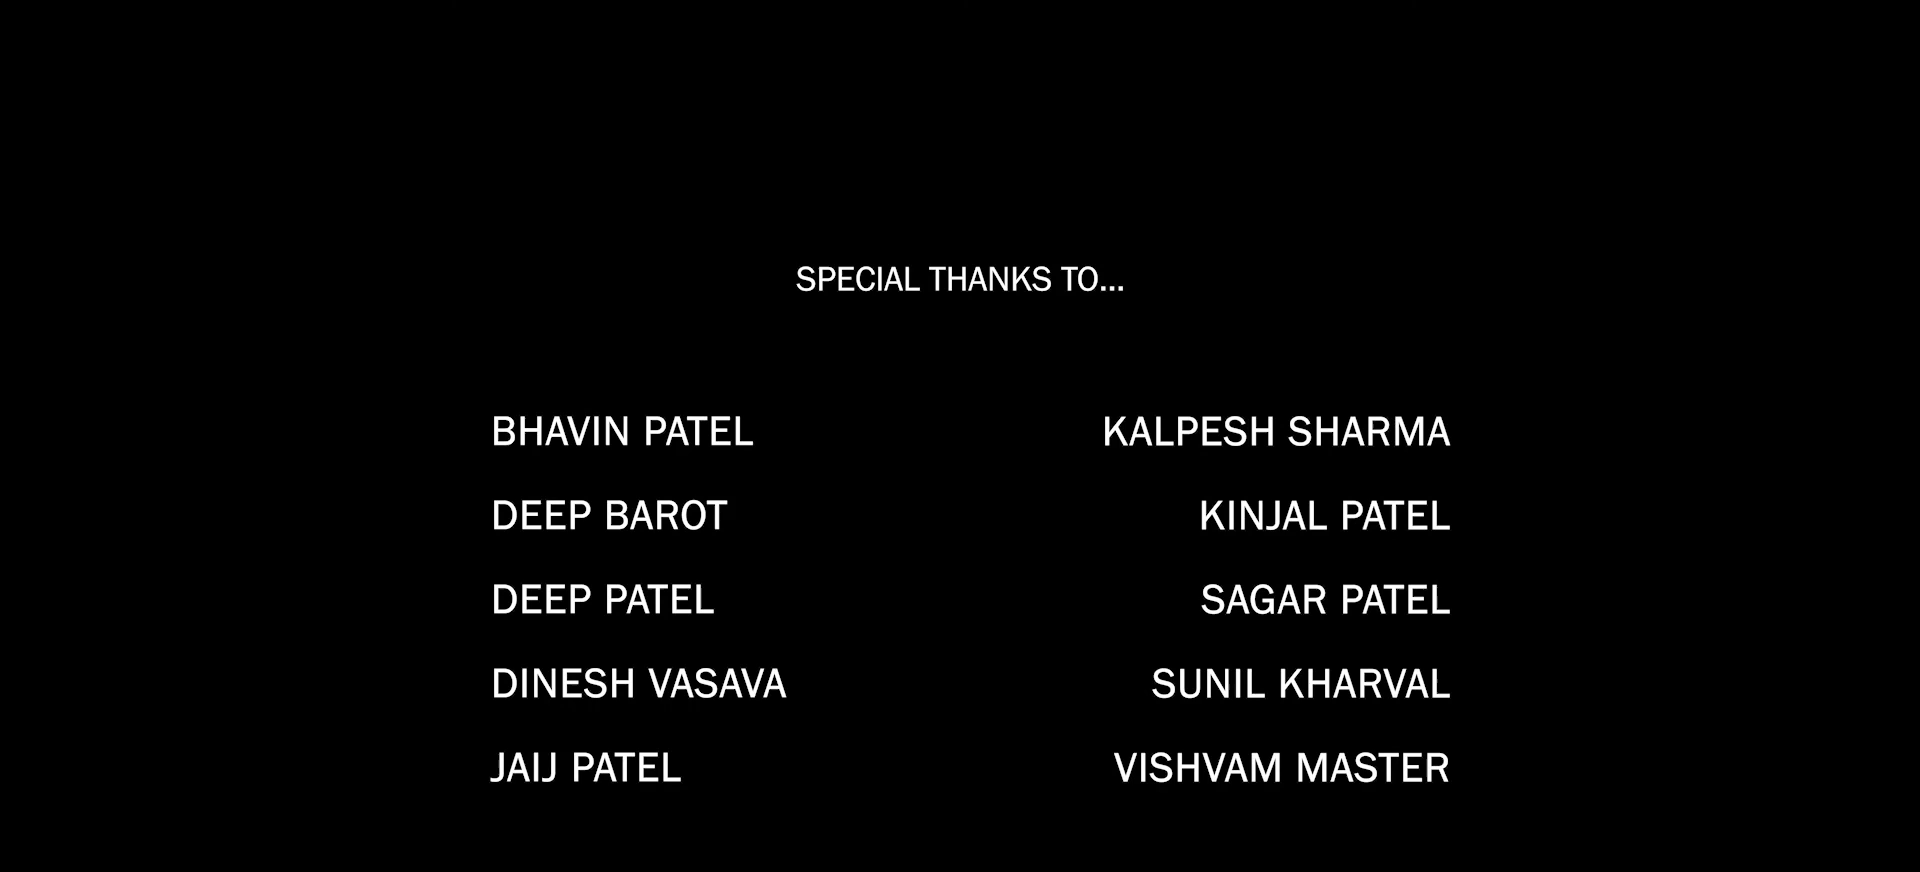 SPECIAL THANKS TO...
BHAVIN PATEL
KALPESH SHARMA
DEEP BAROT
KINJAL PATEL
DEEP PATEL
SAGAR PATEL
DINESH VASAVA
SUNIL KHARVAL
JAIJ PATEL
VISHVAM MASTER